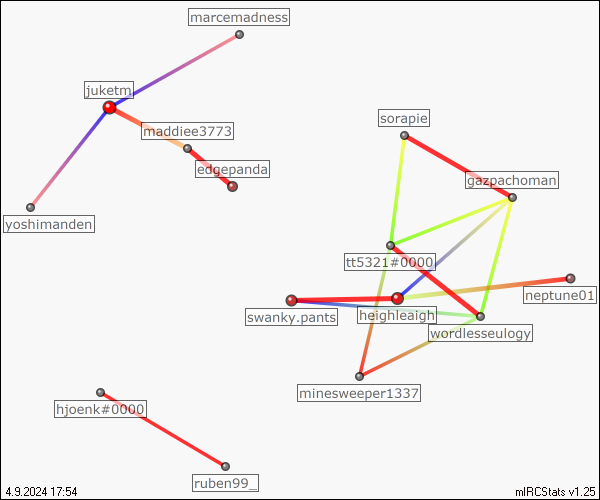 marcemadness
juketm
sorapie
maddiee3773
edgepanda
gazpachoman
yoshimanden
tt5321#0000
neptune01
swanky.pants
heighleaigh
wordlesseulogy
minesweeper1337
hjoenk#0000
ruben99_
4.9.2024 17:54
mIRCStats v1.25